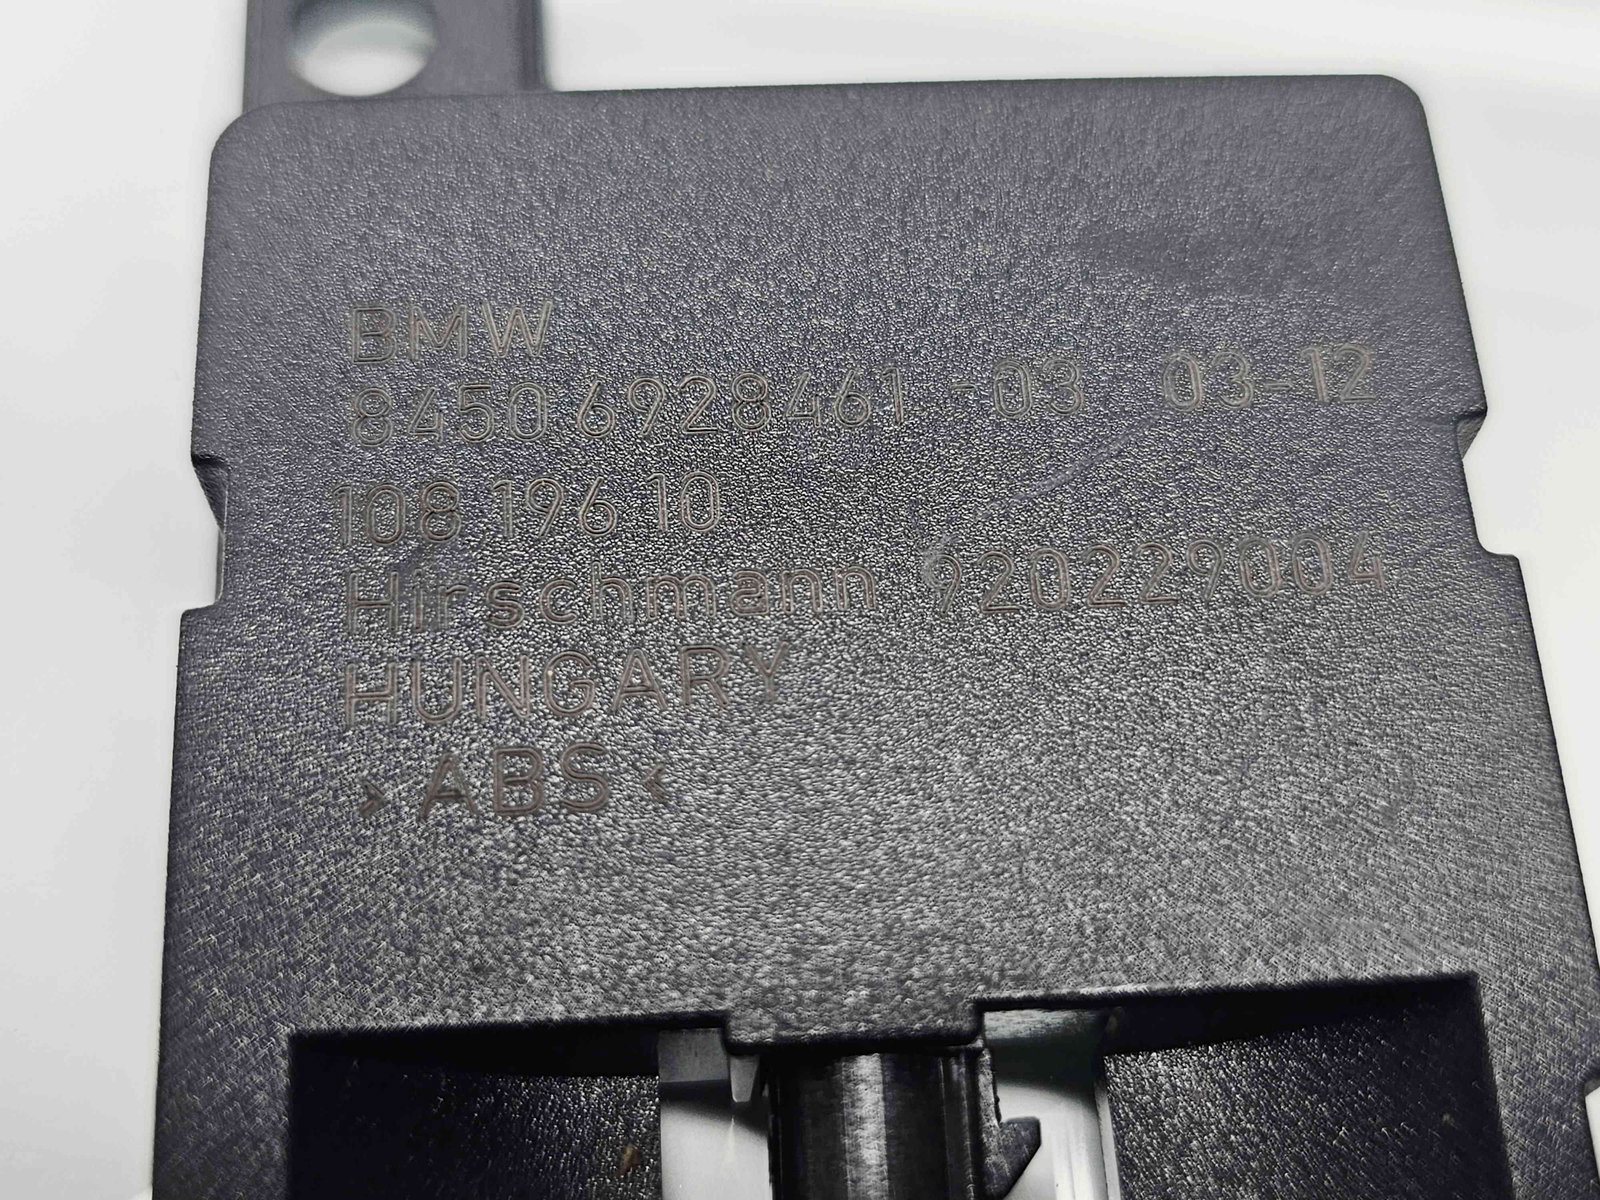 BMW
8450 6928461 -03 03-12
108 196 10
Hirschmann 920229004
HUNGARY
>ABS<